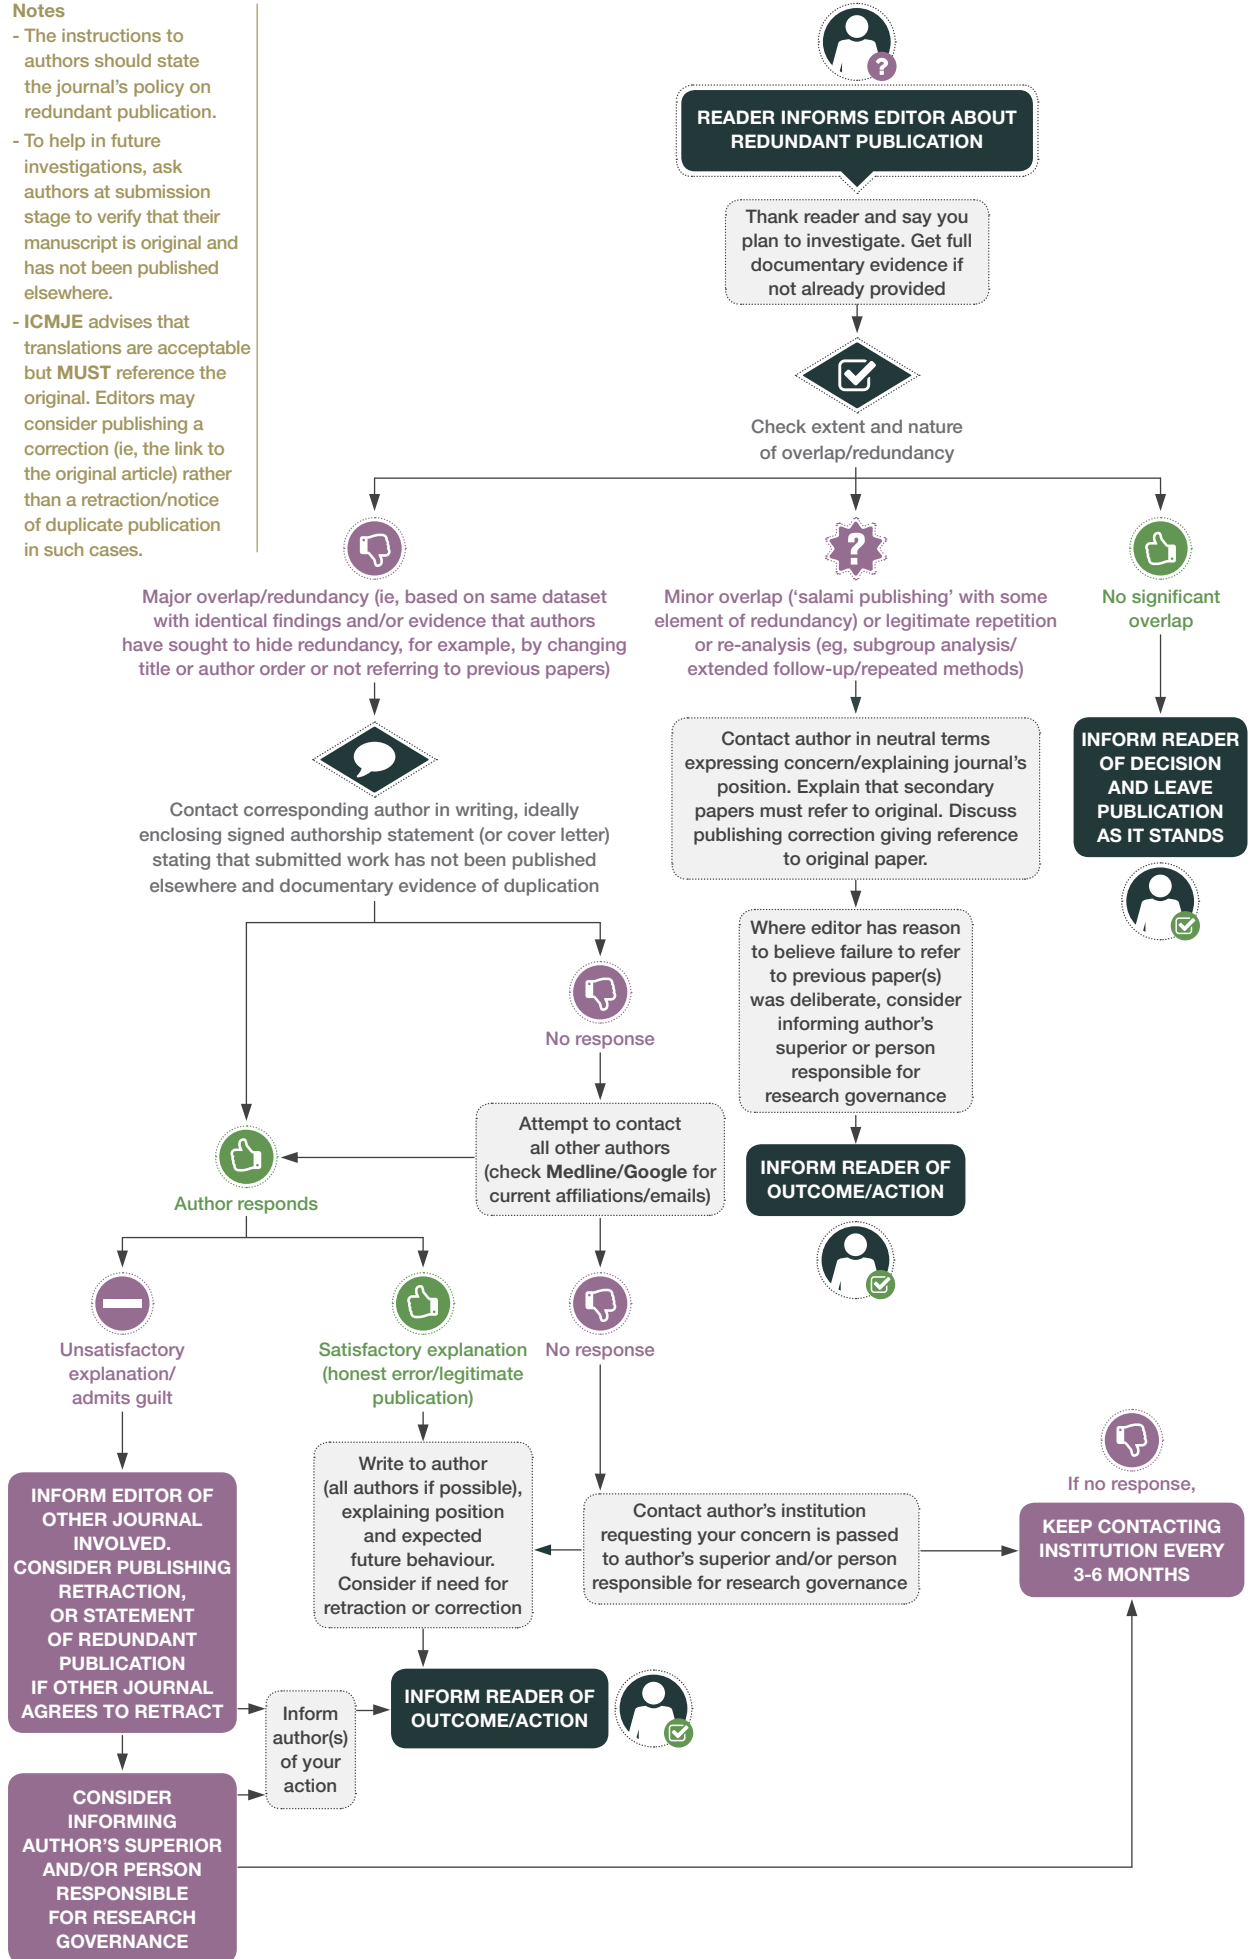 Notes
- The instructions to
authors should state
the journal's policy on
redundant publication.
- To help in future
investigations, ask
authors at submission
stage to verify that their
manuscript is original and
has not been published
elsewhere.
- ICMJE advises that
translations are acceptable
but MUST reference the
original. Editors may
consider publishing a
correction (ie, the link to
the original article) rather
than a retraction/notice
of duplicate publication
in such cases.
?
READER INFORMS EDITOR ABOUT
REDUNDANT PUBLICATION
Thank reader and say you
plan to investigate. Get full
documentary evidence if
not already provided
Check extent and nature
of overlap/redundancy
Major overlap/redundancy (ie, based on same dataset
with identical findings and/or evidence that authors
have sought to hide redundancy, for example, by changing
title or author order or not referring to previous papers)
?
Minor overlap (‘salami publishing’ with some
element of redundancy) or legitimate repetition
or re-analysis (eg, subgroup analysis/
extended follow-up/repeated methods)
No significant
overlap
Contact corresponding author in writing, ideally
enclosing signed authorship statement (or cover letter)
stating that submitted work has not been published
elsewhere and documentary evidence of duplication
Contact author in neutral terms
expressing concern/explaining journal's
position. Explain that secondary
papers must refer to original. Discuss
publishing correction giving reference
to original paper.
INFORM READER
OF DECISION
AND LEAVE
PUBLICATION
AS IT STANDS
Where editor has reason
to believe failure to refer
to previous paper(s)
was deliberate, consider
informing author's
superior or person
responsible for
research governance
No response
Attempt to contact
all other authors
(check Medline/Google for
current affiliations/emails)
Author responds
INFORM READER OF
OUTCOME/ACTION
Unsatisfactory
explanation/
admits guilt
Satisfactory explanation
(honest error/legitimate
publication)
No response
INFORM EDITOR OF
OTHER JOURNAL
INVOLVED.
CONSIDER PUBLISHING
RETRACTION,
OR STATEMENT
OF REDUNDANT
PUBLICATION
IF OTHER JOURNAL
AGREES TO RETRACT
Write to author
(all authors if possible),
explaining position
and expected
future behaviour.
Consider if need for
retraction or correction
Contact author's institution
requesting your concern is passed
to author's superior and/or person
responsible for research governance
If no response,
KEEP CONTACTING
INSTITUTION EVERY
3-6 MONTHS
Inform
author(s)
of your
action
INFORM READER OF
OUTCOME/ACTION
CONSIDER
INFORMING
AUTHOR'S SUPERIOR
AND/OR PERSON
RESPONSIBLE
FOR RESEARCH
GOVERNANCE